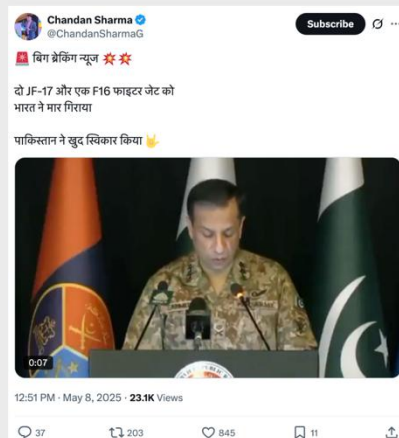 Chandan Sharma
@ChandanSharmaG
Subscribe
बिग ब्रेकिंग न्यूज
दो JF-17 और एक F16 फाइटर जेट को
भारत ने मार गिराया
पाकिस्तान ने खुद स्विकार किया
0:07
12:51 PM · May 8, 2025 · 23.1K Views
37 203 845 11